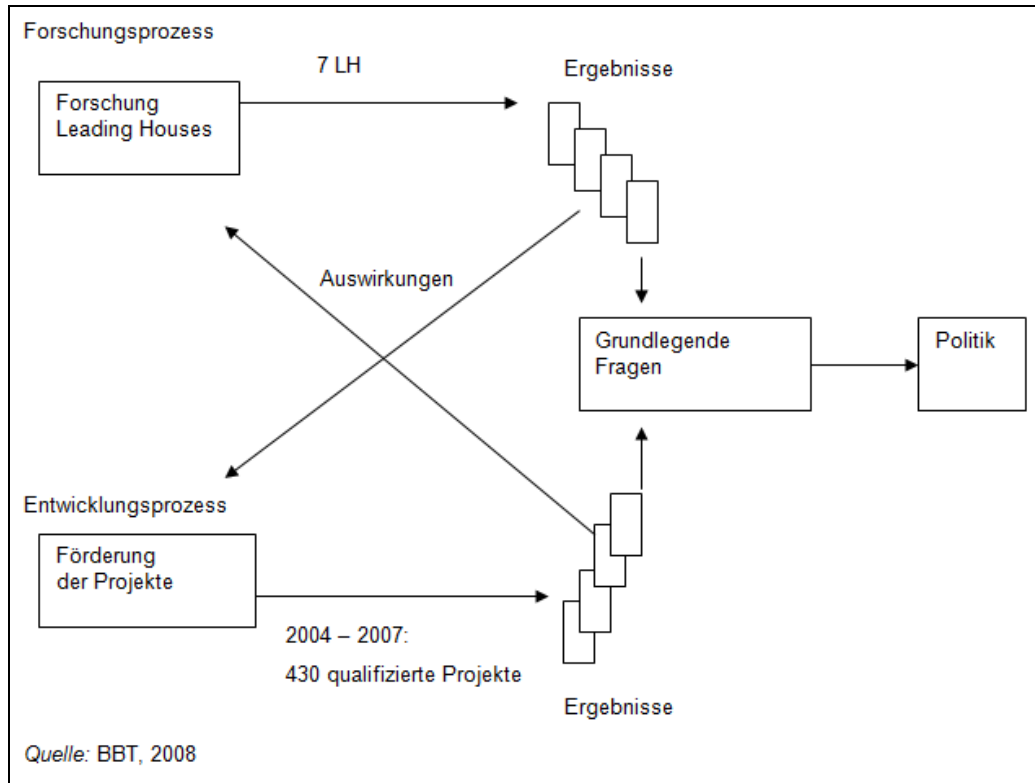 Forschungsprozess
7 LH
Ergebnisse
Forschung
Leading Houses
Auswirkungen
Grundlegende
Fragen
Politik
Entwicklungsprozess
Förderung
der Projekte
2004 – 2007:
430 qualifizierte Projekte
Ergebnisse
Quelle: BBT, 2008